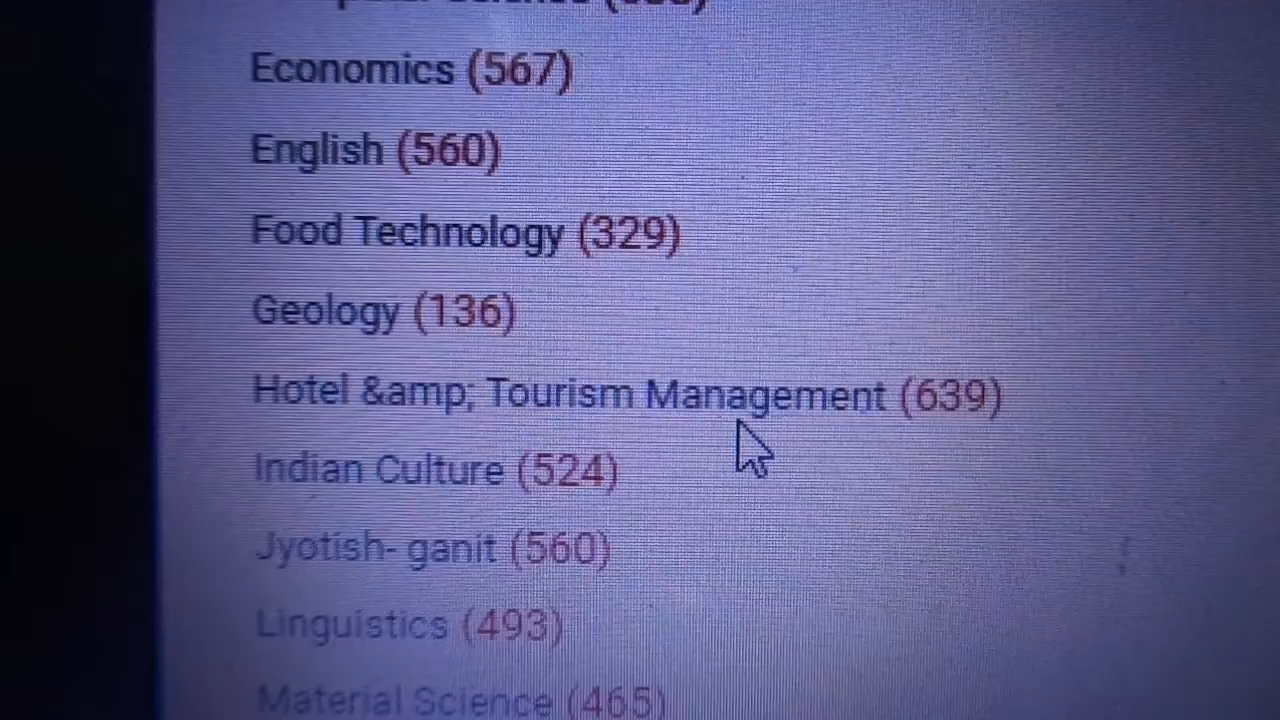 Economics (567)
English (560)
Food Technology (329)
Geology (136)
Hotel &amp; Tourism Management (639)
Indian Culture (524)
Jyotish- ganit (560)
Linguistics (493)
Material Science (465)